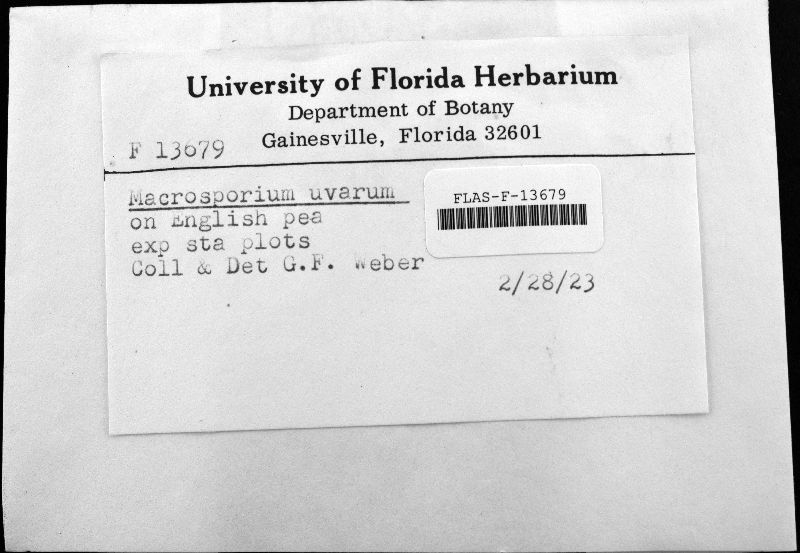 University of Florida Herbarium
Department of Botany
Gainesville, Florida 32601
F 13679
Macrosporium uvarum
on English pea
exp sta plots
Coll & Det G.F. Weber
FLAS-F-13679
2/28/23